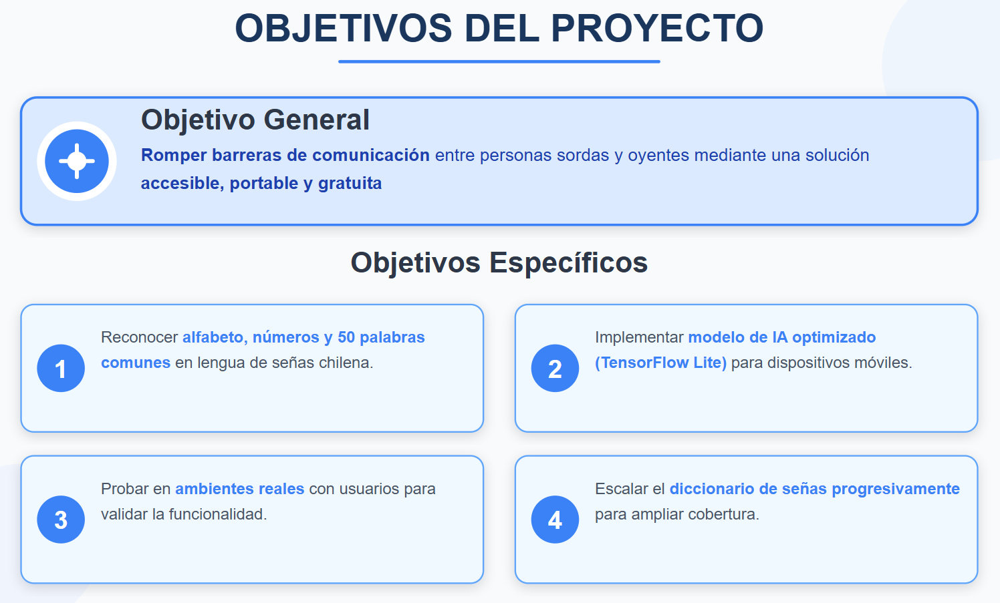 OBJETIVOS DEL PROYECTO
Objetivo General
Romper barreras de comunicación entre personas sordas y oyentes mediante una solución
accesible, portable y gratuita
Objetivos Específicos
1
Reconocer alfabeto, números y 50 palabras
comunes en lengua de señas chilena.
2
Implementar modelo de IA optimizado
(TensorFlow Lite) para dispositivos móviles.
3
Probar en ambientes reales con usuarios para
validar la funcionalidad.
4
Escalar el diccionario de señas progresivamente
para ampliar cobertura.